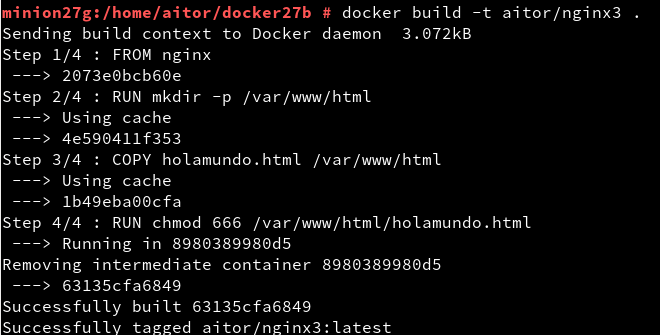 minion27g:/home/aitor/docker27b # docker build -t aitor/nginx3 .
Sending build context to Docker daemon  3.072kB
Step 1/4 : FROM nginx
 ---> 2073e0bcb60e
Step 2/4 : RUN mkdir -p /var/www/html
 ---> Using cache
 ---> 4e590411f353
Step 3/4 : COPY holamundo.html /var/www/html
 ---> Using cache
 ---> 1b49eba00cfa
Step 4/4 : RUN chmod 666 /var/www/html/holamundo.html
 ---> Running in 8980389980d5
Removing intermediate container 8980389980d5
 ---> 63135cfa6849
Successfully built 63135cfa6849
Successfully tagged aitor/nginx3:latest